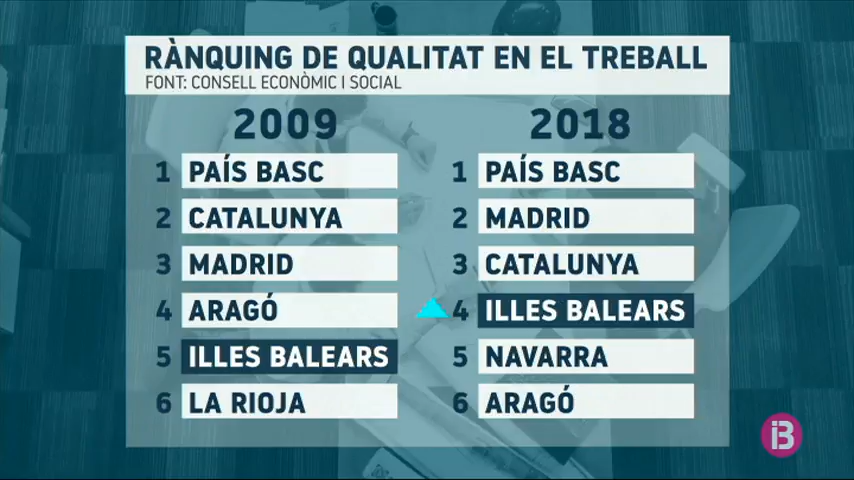 RÀNQUING DE QUALITAT EN EL TREBALL
FONT: CONSELL ECONÒMIC I SOCIAL
2009
1 PAÍS BASC
2 CATALUNYA
3 MADRID
4 ARAGÓ
5 ILLES BALEARS
6 LA RIOJA
2018
1 PAÍS BASC
2 MADRID
3 CATALUNYA
4 ILLES BALEARS
5 NAVARRA
6 ARAGÓ
iB3